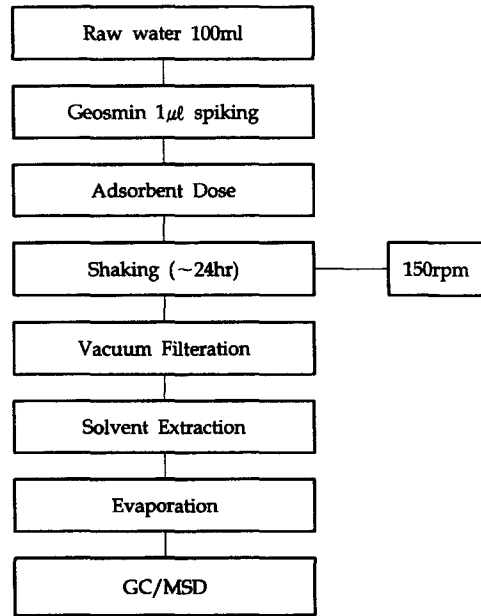 Raw water 100ml
Geosmin 1㎕ spiking
Adsorbent Dose
Shaking (~24hr)
150rpm
Vacuum Filteration
Solvent Extraction
Evaporation
GC/MSD